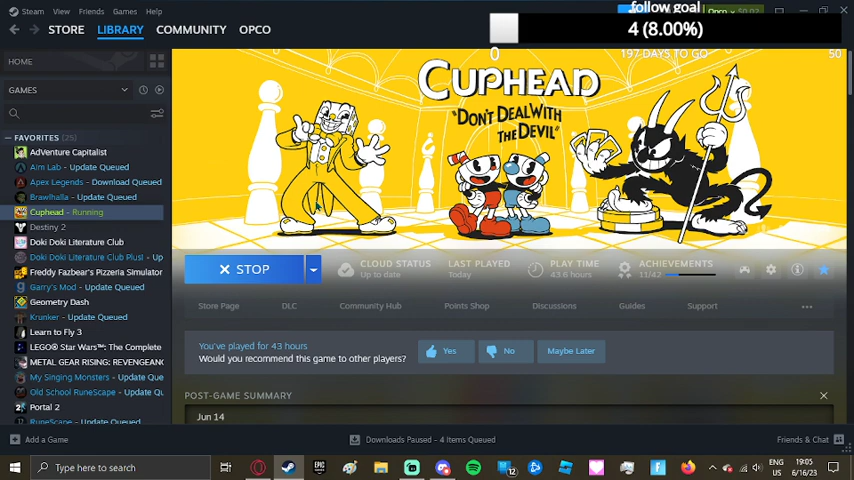 Steam View Friends Games Help
follow goal
4 (8.00%)
0 197 DAYS TO GO 50
STORE LIBRARY COMMUNITY OPCO
HOME
GAMES
FAVORITES (25)
AdVenture Capitalist
Aim Lab - Update Queued
Apex Legends - Download Queued
Brawlhalla - Update Queued
Cuphead - Running
Destiny 2
Doki Doki Literature Club
Doki Doki Literature Club Plus! - Up
Freddy Fazbear's Pizzeria Simulator
Garry's Mod - Update Queued
Geometry Dash
Krunker - Update Queued
Learn to Fly 3
LEGO® Star Wars™: The Complete
METAL GEAR RISING: REVENGEANC
My Singing Monsters - Update Que
Old School RuneScape - Update Qu
Portal 2
RuneScape - Update Queued
CUPHEAD
"DON'T DEAL WITH
THE DEVIL"
STOP
CLOUD STATUS
Up to date
LAST PLAYED
Today
PLAY TIME
43.6 hours
ACHIEVEMENTS
11/42
Store Page DLC Community Hub Points Shop Discussions Guides Support
You've played for 43 hours
Would you recommend this game to other players?
Yes No Maybe Later
POST-GAME SUMMARY
Jun 14
Add a Game
Downloads Paused - 4 Items Queued
Friends & Chat
Type here to search
EPIC
GAMES
12
ENG
PO
19:05
6/16/23